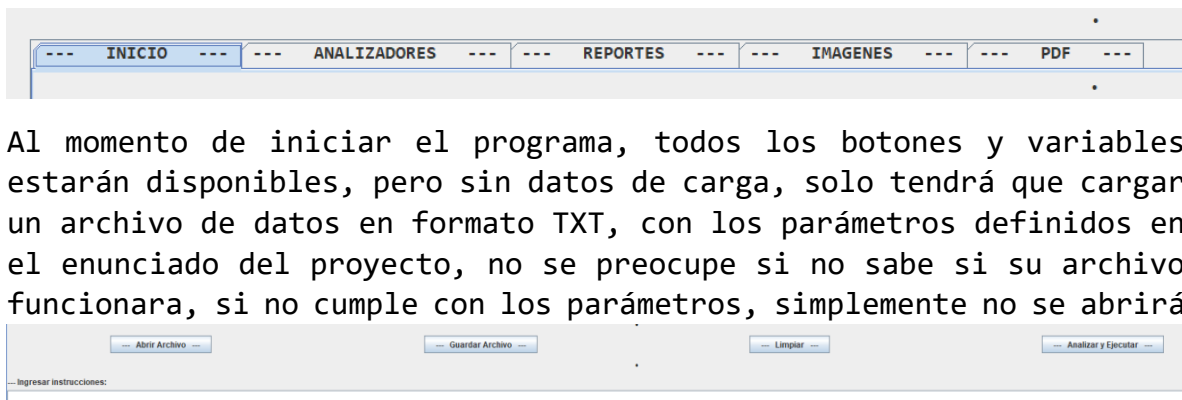 --- INICIO --- --- ANALIZADORES --- --- REPORTES --- --- IMAGENES --- --- PDF ---
Al momento de iniciar el programa, todos los botones y variables
estarán disponibles, pero sin datos de carga, solo tendrá que cargar
un archivo de datos en formato TXT, con los parámetros definidos en
el enunciado del proyecto, no se preocupe si no sabe si su archivo
funcionara, si no cumple con los parámetros, simplemente no se abrirá
--- Abrir Archivo --- --- Guardar Archivo --- --- Limpiar --- --- Analizar y Ejecutar ---
--- Ingresar instrucciones: